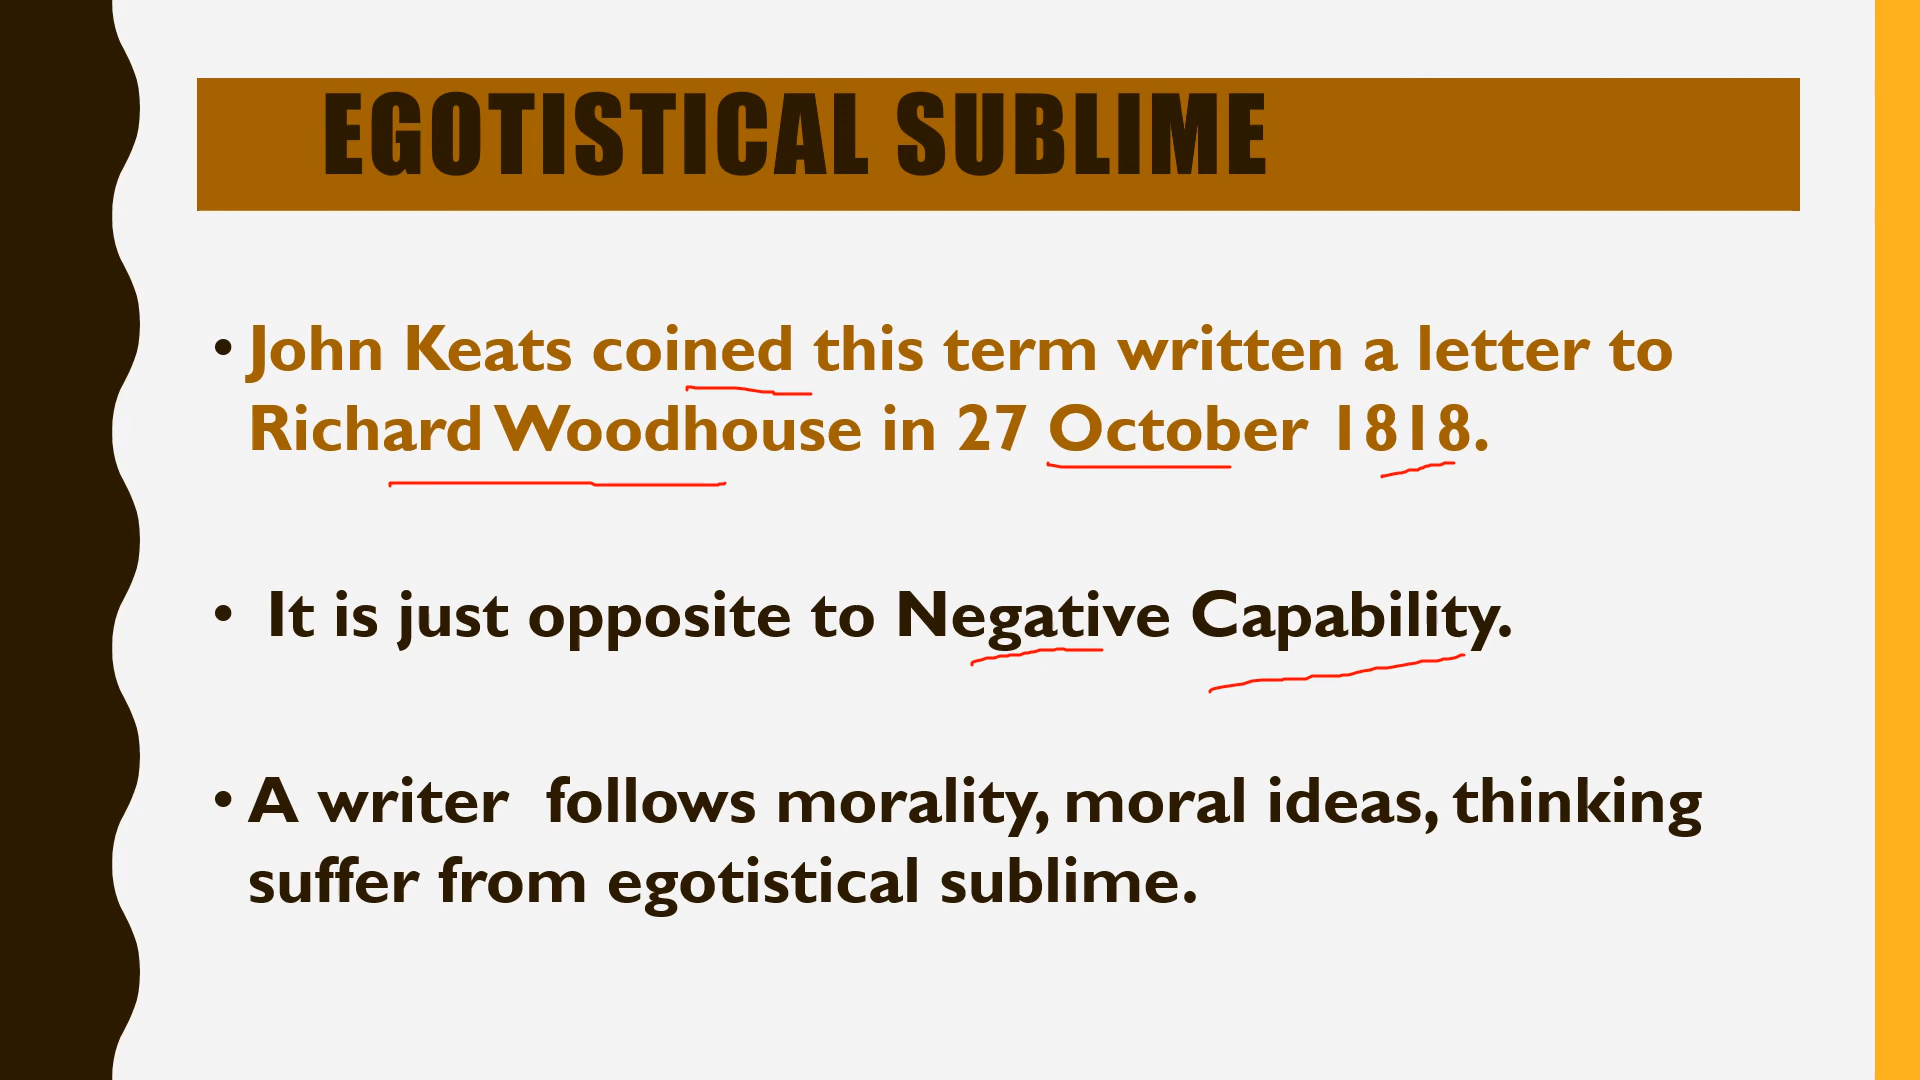 EGOTISTICAL SUBLIME
• John Keats coined this term written a letter to
Richard Woodhouse in 27 October 1818.
• It is just opposite to Negative Capability.
• A writer follows morality, moral ideas, thinking
suffer from egotistical sublime.